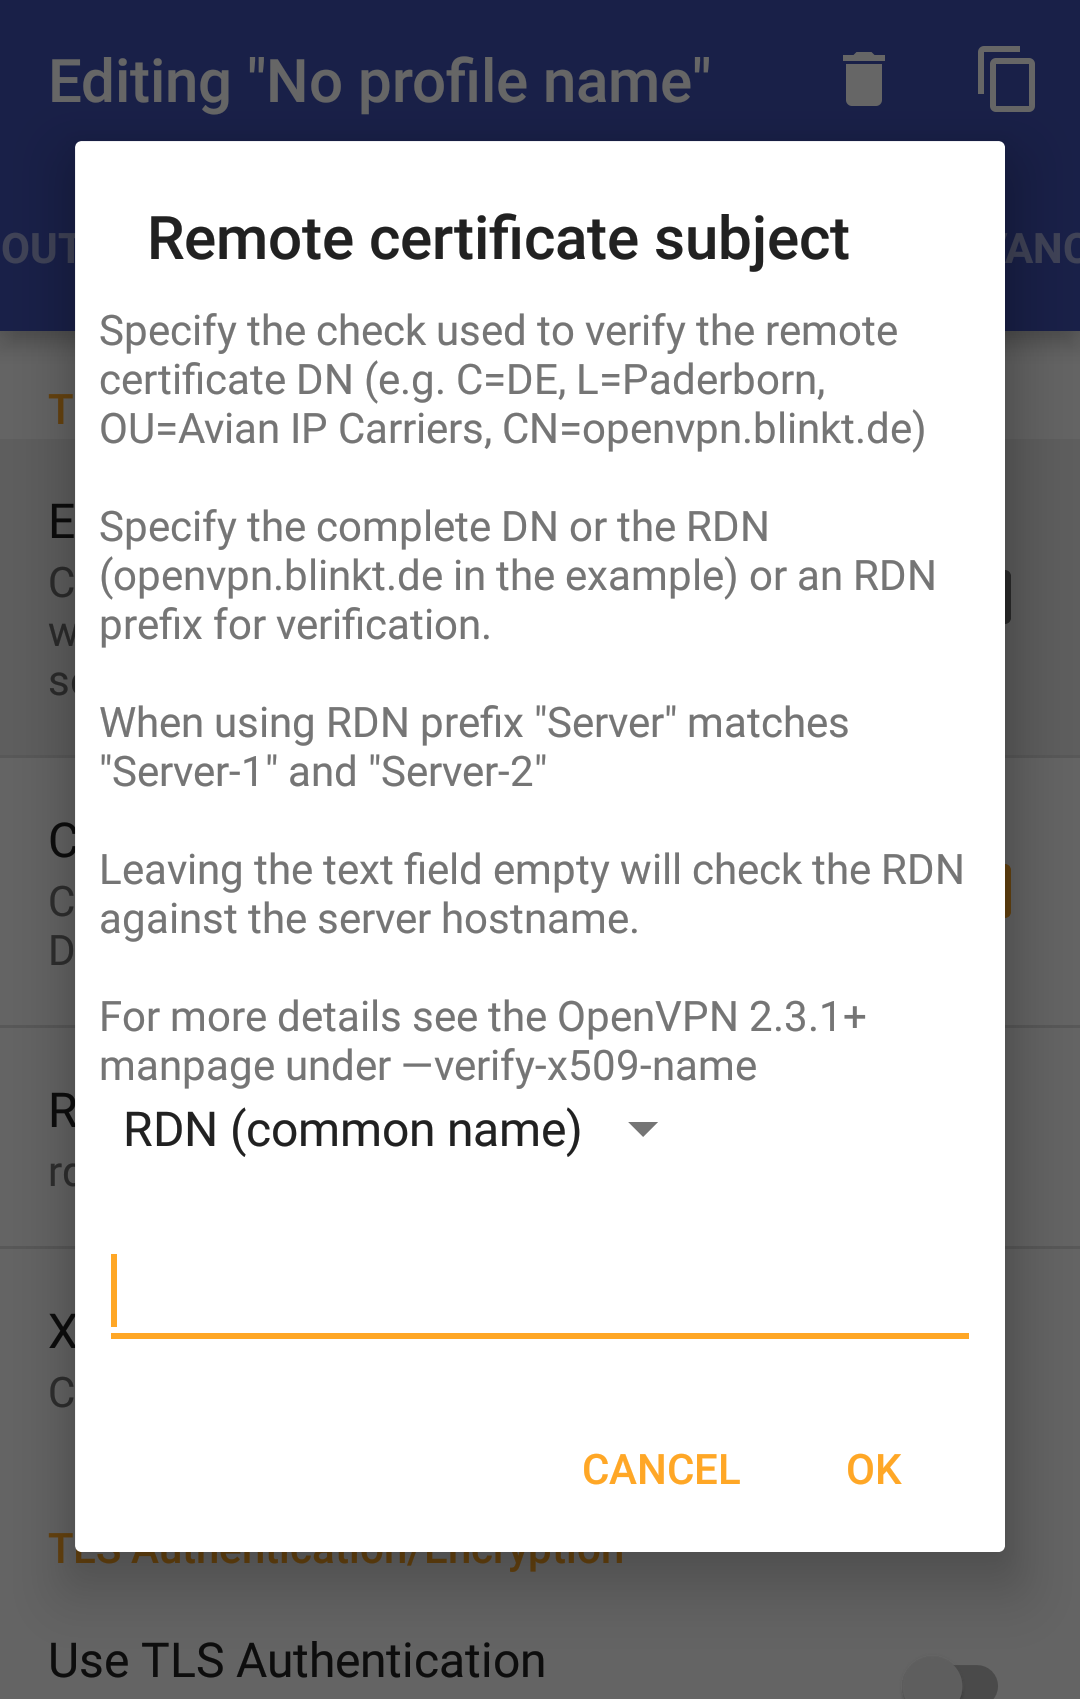 Editing "No profile name"
Remote certificate subject
Specify the check used to verify the remote
certificate DN (e.g. C=DE, L=Paderborn,
OU=Avian IP Carriers, CN=openvpn.blinkt.de)
Specify the complete DN or the RDN
(openvpn.blinkt.de in the example) or an RDN
prefix for verification.
When using RDN prefix "Server" matches
"Server-1" and "Server-2"
Leaving the text field empty will check the RDN
against the server hostname.
For more details see the OpenVPN 2.3.1+
manpage under —verify-x509-name
RDN (common name)
CANCEL OK
TLS Authentication/Encryption
Use TLS Authentication